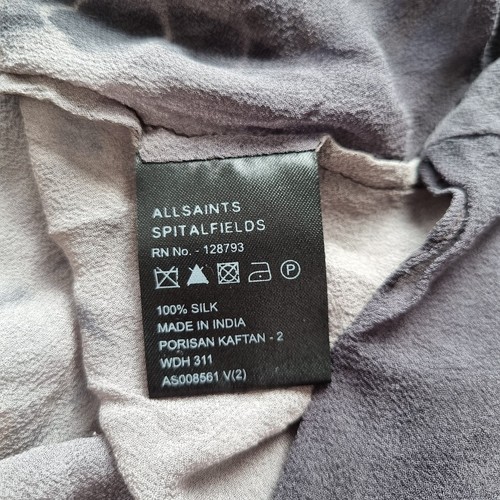 ALLSAINTS
SPITALFIELDS
RN No. - 128793
P
100% SILK
MADE IN INDIA
PORISAN KAFTAN - 2
WDH 311
AS008561 V(2)